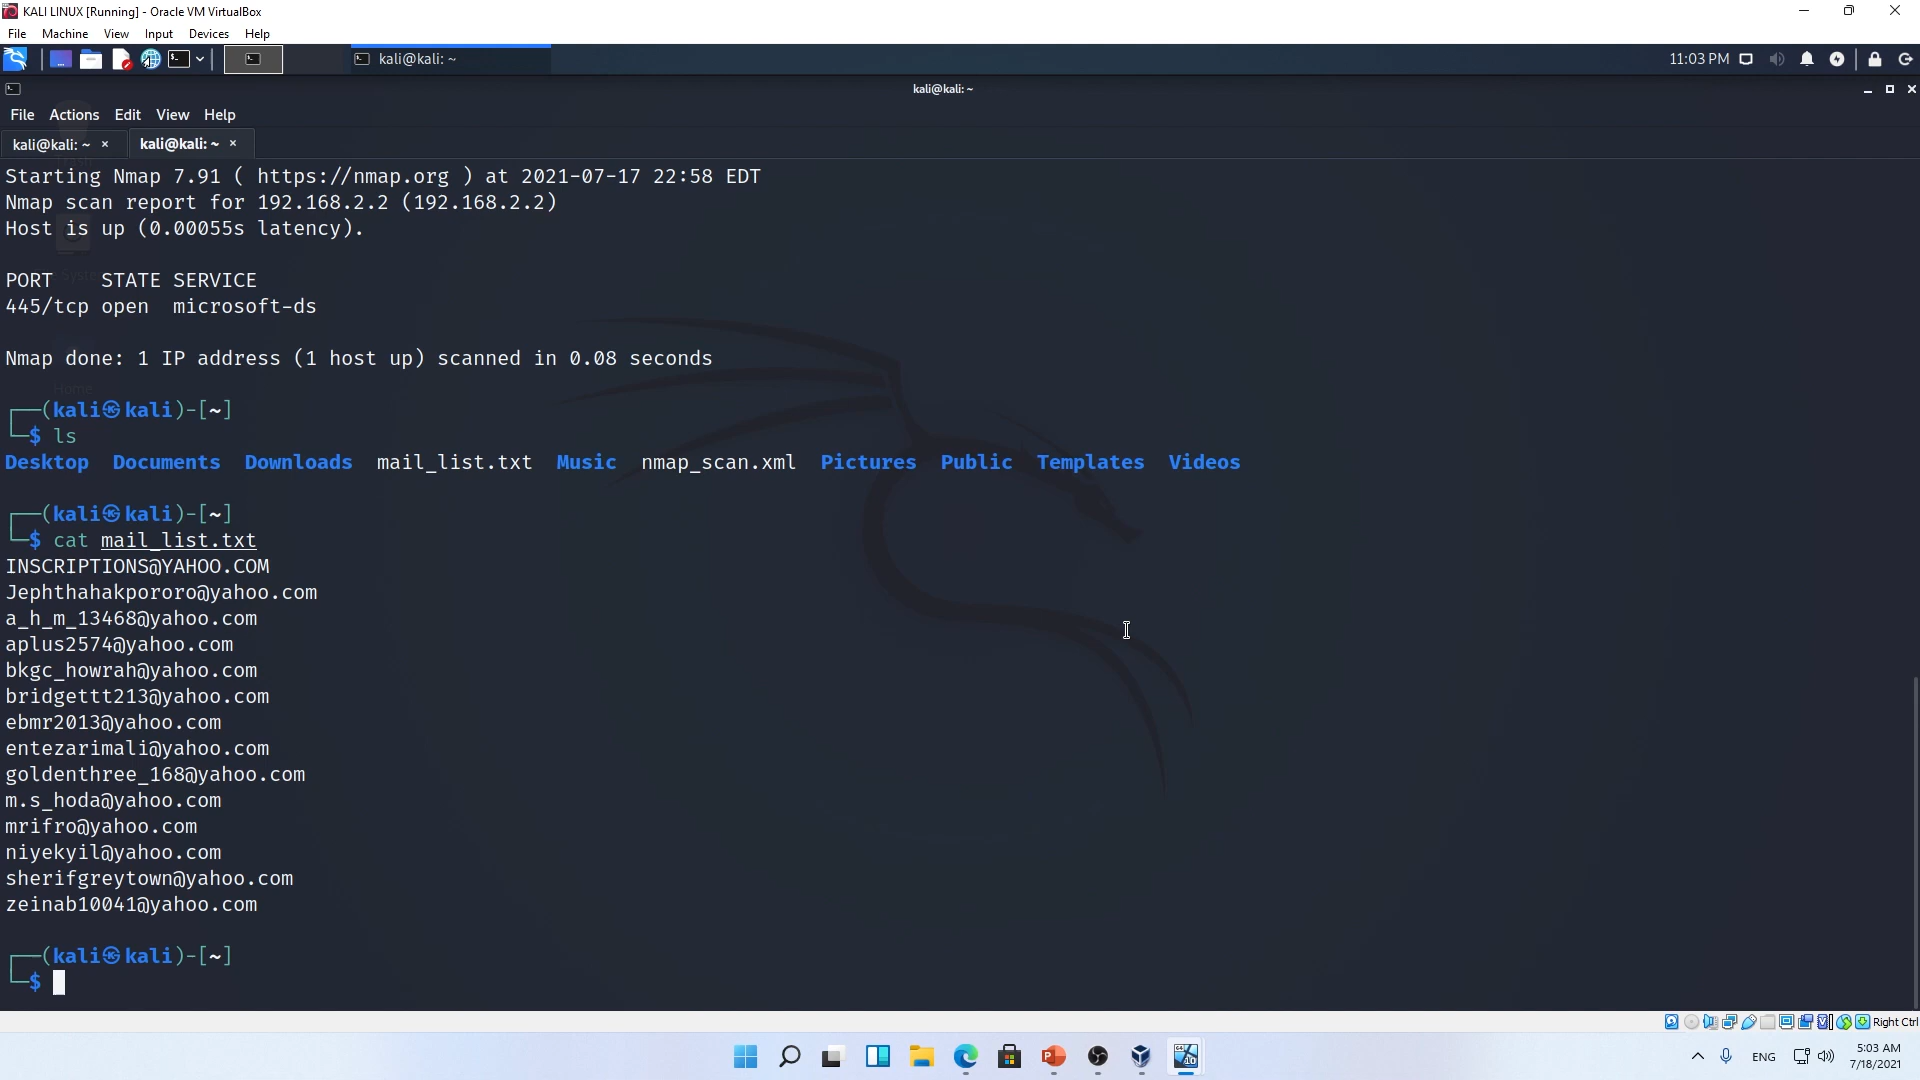 KALI LINUX [Running] - Oracle VM VirtualBox
File Machine View Input Devices Help
kali@kali: ~
11:03 PM
kali@kali: ~
File Actions Edit View Help
kali@kali: ~ × kali@kali: ~ ×
Starting Nmap 7.91 ( https://nmap.org ) at 2021-07-17 22:58 EDT
Nmap scan report for 192.168.2.2 (192.168.2.2)
Host is up (0.00055s latency).
PORT STATE SERVICE
445/tcp open microsoft-ds
Nmap done: 1 IP address (1 host up) scanned in 0.08 seconds
Home
┌──(kali㉿kali)-[~]
└─$ ls
Desktop Documents Downloads mail_list.txt Music nmap_scan.xml Pictures Public Templates Videos
┌──(kali㉿kali)-[~]
└─$ cat mail_list.txt
INSCRIPTIONS@YAHOO.COM
Jephthahakpororo@yahoo.com
a_h_m_13468@yahoo.com
aplus2574@yahoo.com
bkgc_howrah@yahoo.com
bridgettt213@yahoo.com
ebmr2013@yahoo.com
entezarimali@yahoo.com
goldenthree_168@yahoo.com
m.s_hoda@yahoo.com
mrifro@yahoo.com
niyekyil@yahoo.com
sherifgreytown@yahoo.com
zeinab10041@yahoo.com
┌──(kali㉿kali)-[~]
└─$
Right Ctrl
ENG
5:03 AM
7/18/2021